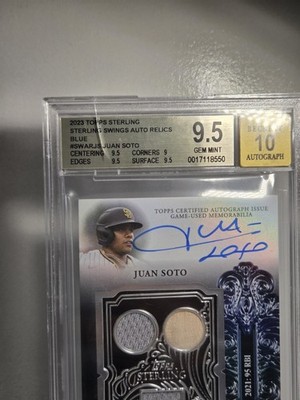 2023 TOPPS STERLING
STERLING SWINGS AUTO RELICS
BLUE
#SWARJS JUAN SOTO
CENTERING 9.5 CORNERS 9
EDGES 9.5 SURFACE 9.5
9.5
GEM MINT
0017118550
10
AUTOGRAPH
TOPPS CERTIFIED AUTOGRAPH ISSUE
GAME-USED MEMORABILIA
JUAN SOTO
Topps
STERLING
2021: 95 RBI